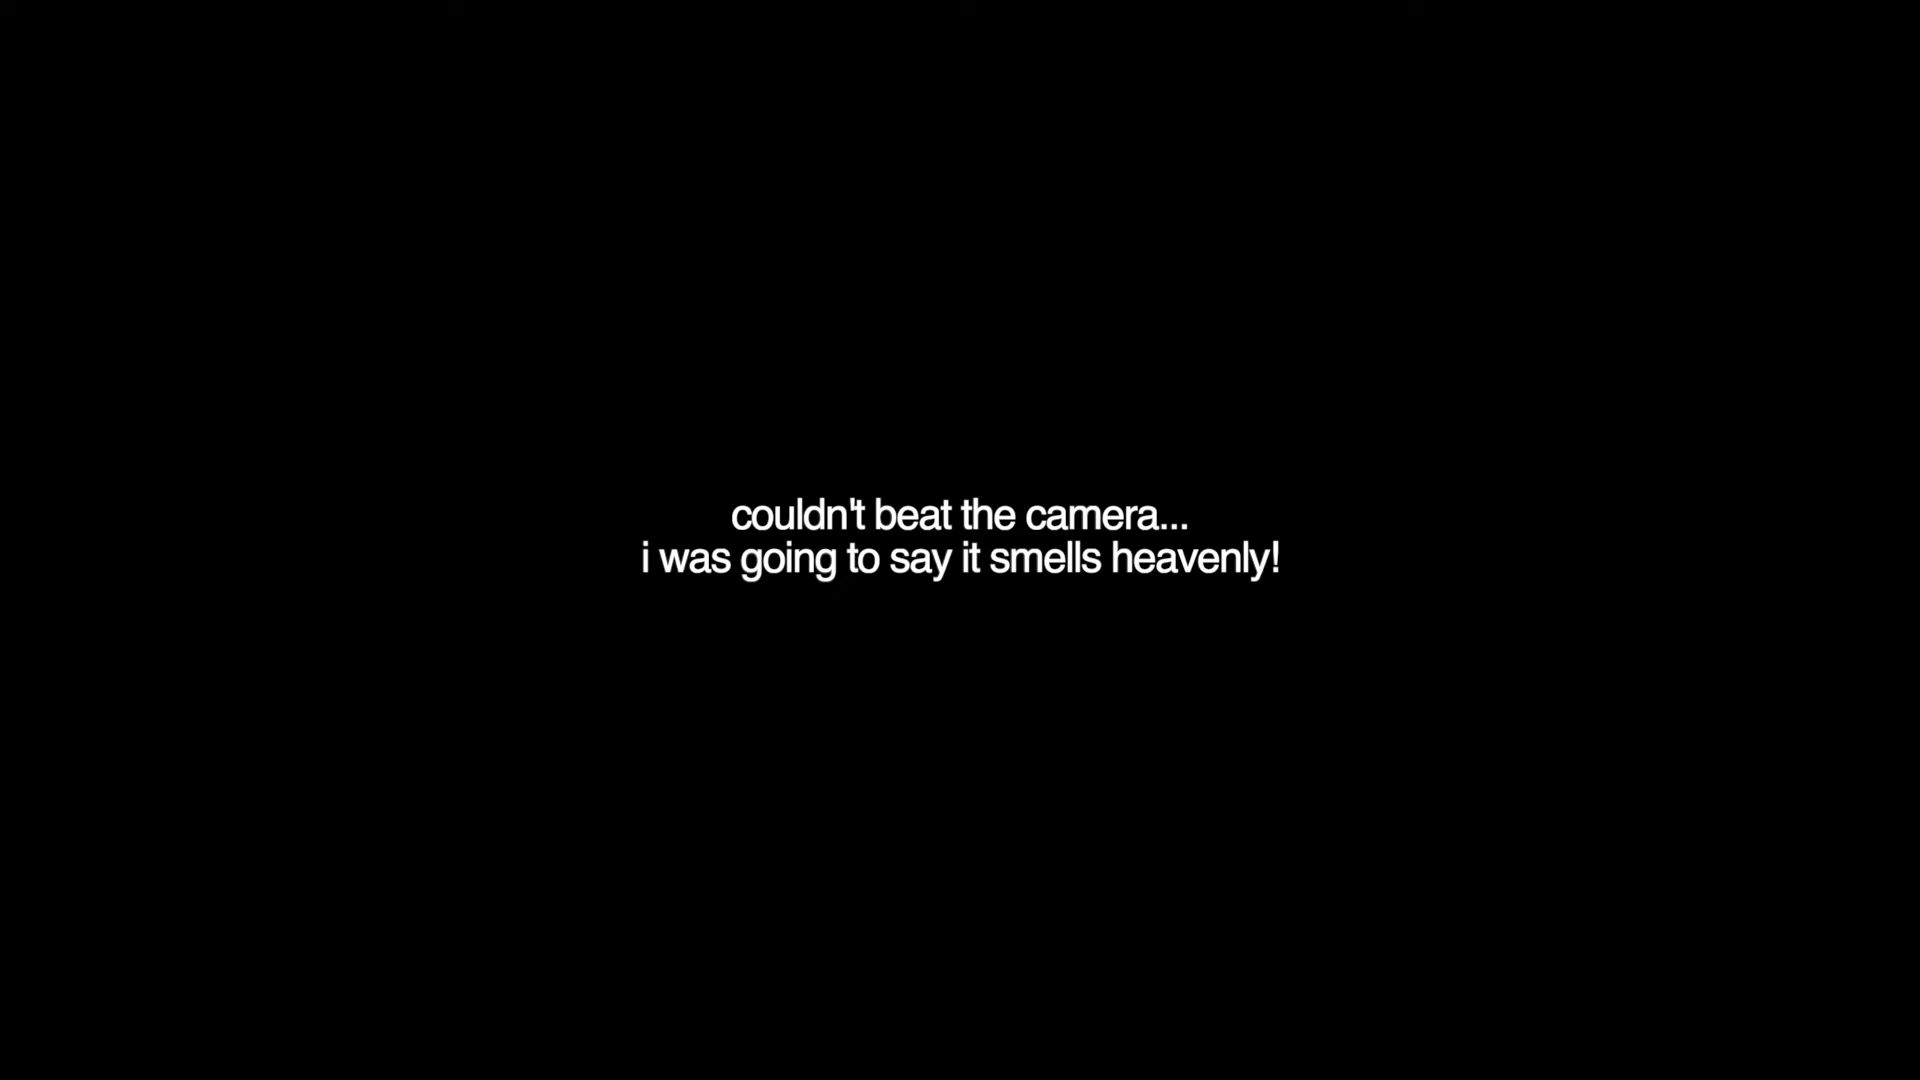 couldn't beat the camera...
i was going to say it smells heavenly!